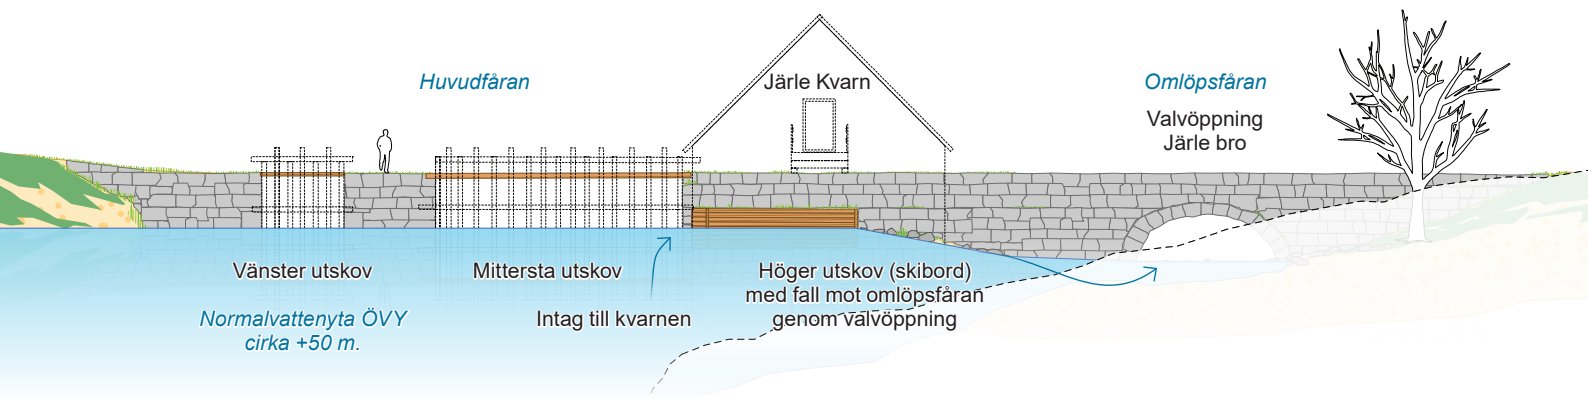 Huvudfåran
Järle Kvarn
Omlöpsfåran
Valvöppning
Järle bro
Vänster utskov
Mittersta utskov
Höger utskov (skibord)
med fall mot omlöpsfåran
genom valvöppning
Normalvattenyta ÖVY
cirka +50 m.
Intag till kvarnen